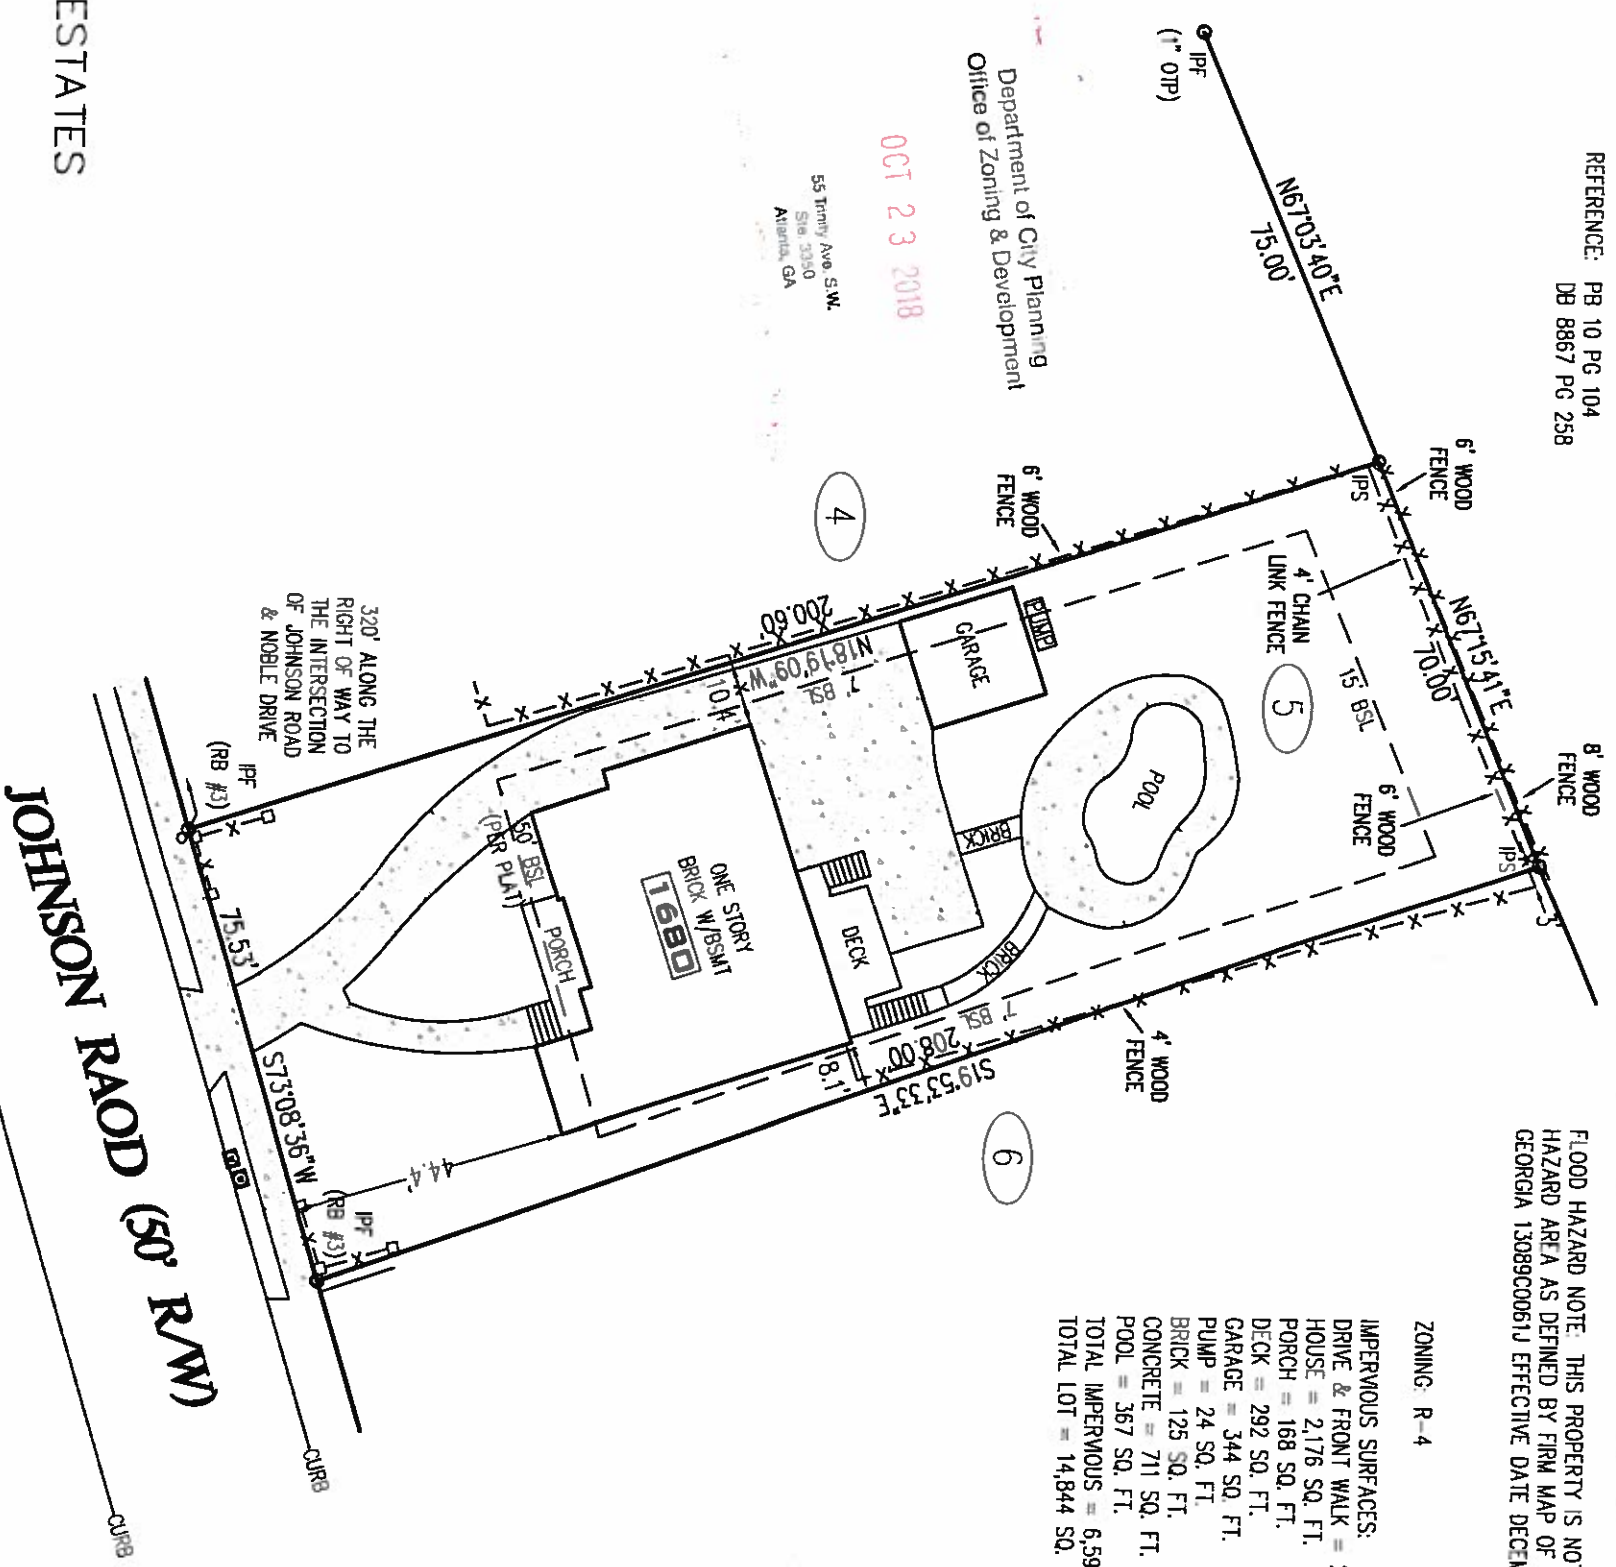 REFERENCE: PB 10 PG 104
DB 8867 PG 258
FLOOD HAZARD NOTE: THIS PROPERTY IS NO
HAZARD AREA AS DEFINED BY FIRM MAP OF
GEORGIA 13089C0061J EFFECTIVE DATE DECE
ZONING: R-4
IMPERVIOUS SURFACES:
DRIVE & FRONT WALK =
HOUSE = 2,176 SQ. FT.
PORCH = 168 SQ. FT.
DECK = 292 SQ. FT.
GARAGE = 344 SQ. FT.
PUMP = 24 SQ. FT.
BRICK = 125 SQ. FT.
CONCRETE = 711 SQ. FT.
POOL = 367 SQ. FT.
TOTAL IMPERVIOUS = 6,59
TOTAL LOT = 14,844 SQ.
IPF
(1" OTP)
N67°03'40"E
75.00'
6' WOOD
FENCE
IPS
N67°15'41"E
70.00'
8' WOOD
FENCE
4' CHAIN
LINK FENCE
15' BSL
6' WOOD
FENCE
IPS
3'
Department of City Planning
Office of Zoning & Development
OCT 23 2018
55 Trinity Ave. S.W.
Ste. 3350
Atlanta, GA
6' WOOD
FENCE
4
5
6
PUMP
GARAGE
POOL
BRICK
BRICK
DECK
200.60'
N18°19'09"W
7' BSL
10.4'
4' WOOD
FENCE
7' BSL
208.00'
S19°53'33"E
8.1'
ONE STORY
BRICK W/BSMT
1680
50' BSL
(PER PLAT)
PORCH
44.4'
320' ALONG THE
RIGHT OF WAY TO
THE INTERSECTION
OF JOHNSON ROAD
& NOBLE DRIVE
IPF
(RB #3)
75.53'
S73°08'36"W
IPF
(RB #3)
JOHNSON RAOD (50' R/W)
CURB
CURB
ESTATES